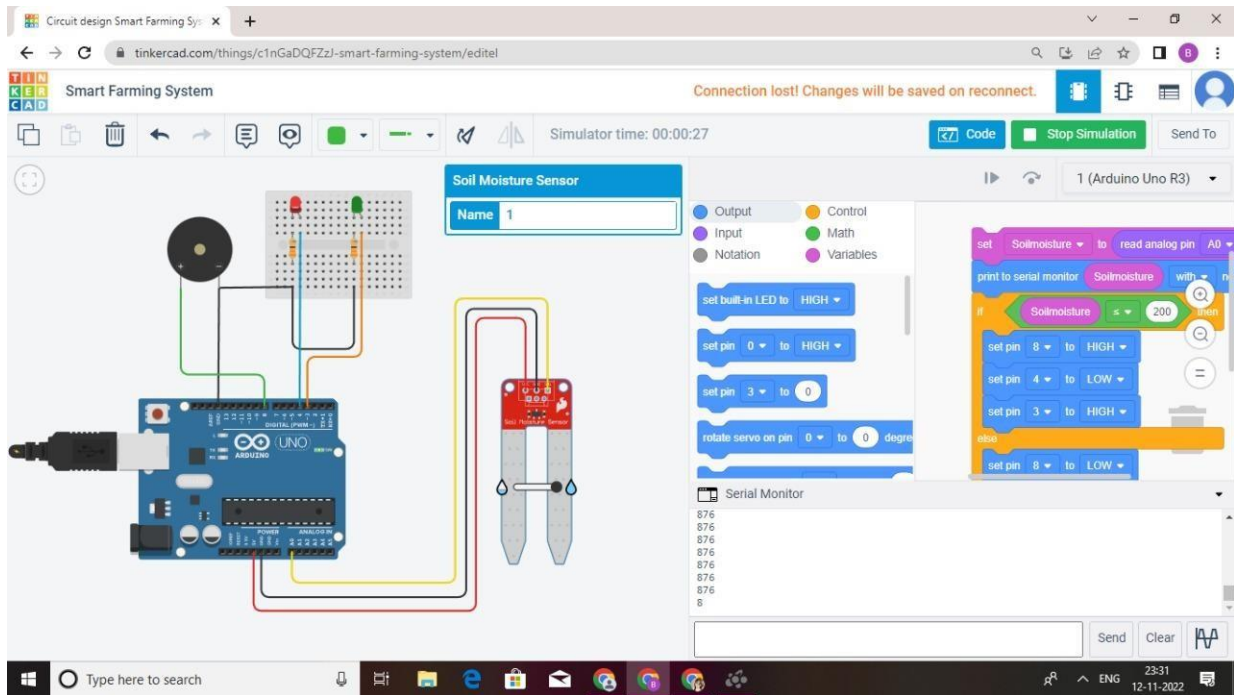 Circuit design Smart Farming Sys
tinkercad.com/things/c1nGaDQFZzJ-smart-farming-system/editel
B
TIN
KER
CAD
Smart Farming System
Connection lost! Changes will be saved on reconnect.
Simulator time: 00:00:27
Code
Stop Simulation
Send To
1 (Arduino Uno R3)
Soil Moisture Sensor
Name 1
Output
Control
Input
Math
Notation
Variables
set built-in LED to HIGH
set pin 0 to HIGH
set pin 3 to 0
rotate servo on pin 0 to 0 degre
set Soilmoisture to read analog pin A0
print to serial monitor Soilmoisture with n
if Soilmoisture ≤ 200 then
set pin 8 to HIGH
set pin 4 to LOW
set pin 3 to HIGH
else
set pin 8 to LOW
DIGITAL (PWM~)
UNO
ARDUINO
POWER
ANALOG IN
Soil Moisture Sensor
Serial Monitor
876
876
876
876
876
876
876
8
Send
Clear
Type here to search
ENG
23:31
12-11-2022